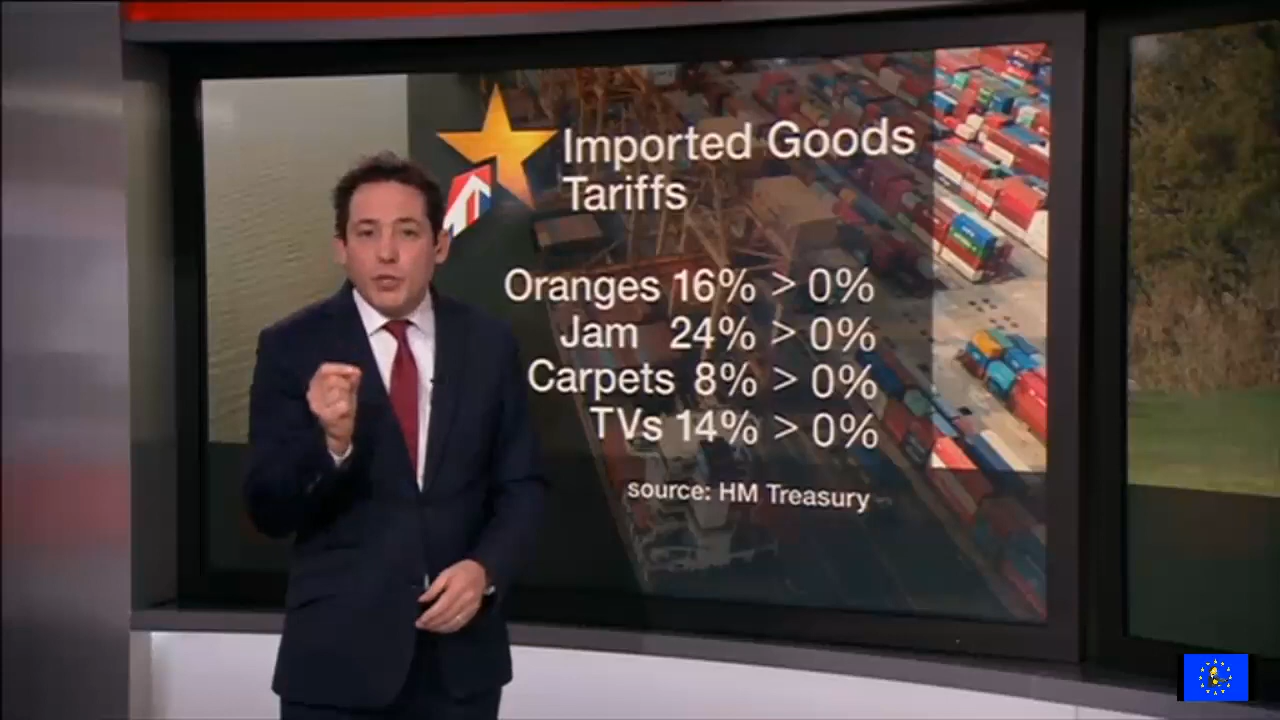 Imported Goods
Tariffs
Oranges 16% > 0%
Jam 24% > 0%
Carpets 8% > 0%
TVs 14% > 0%
source: HM Treasury